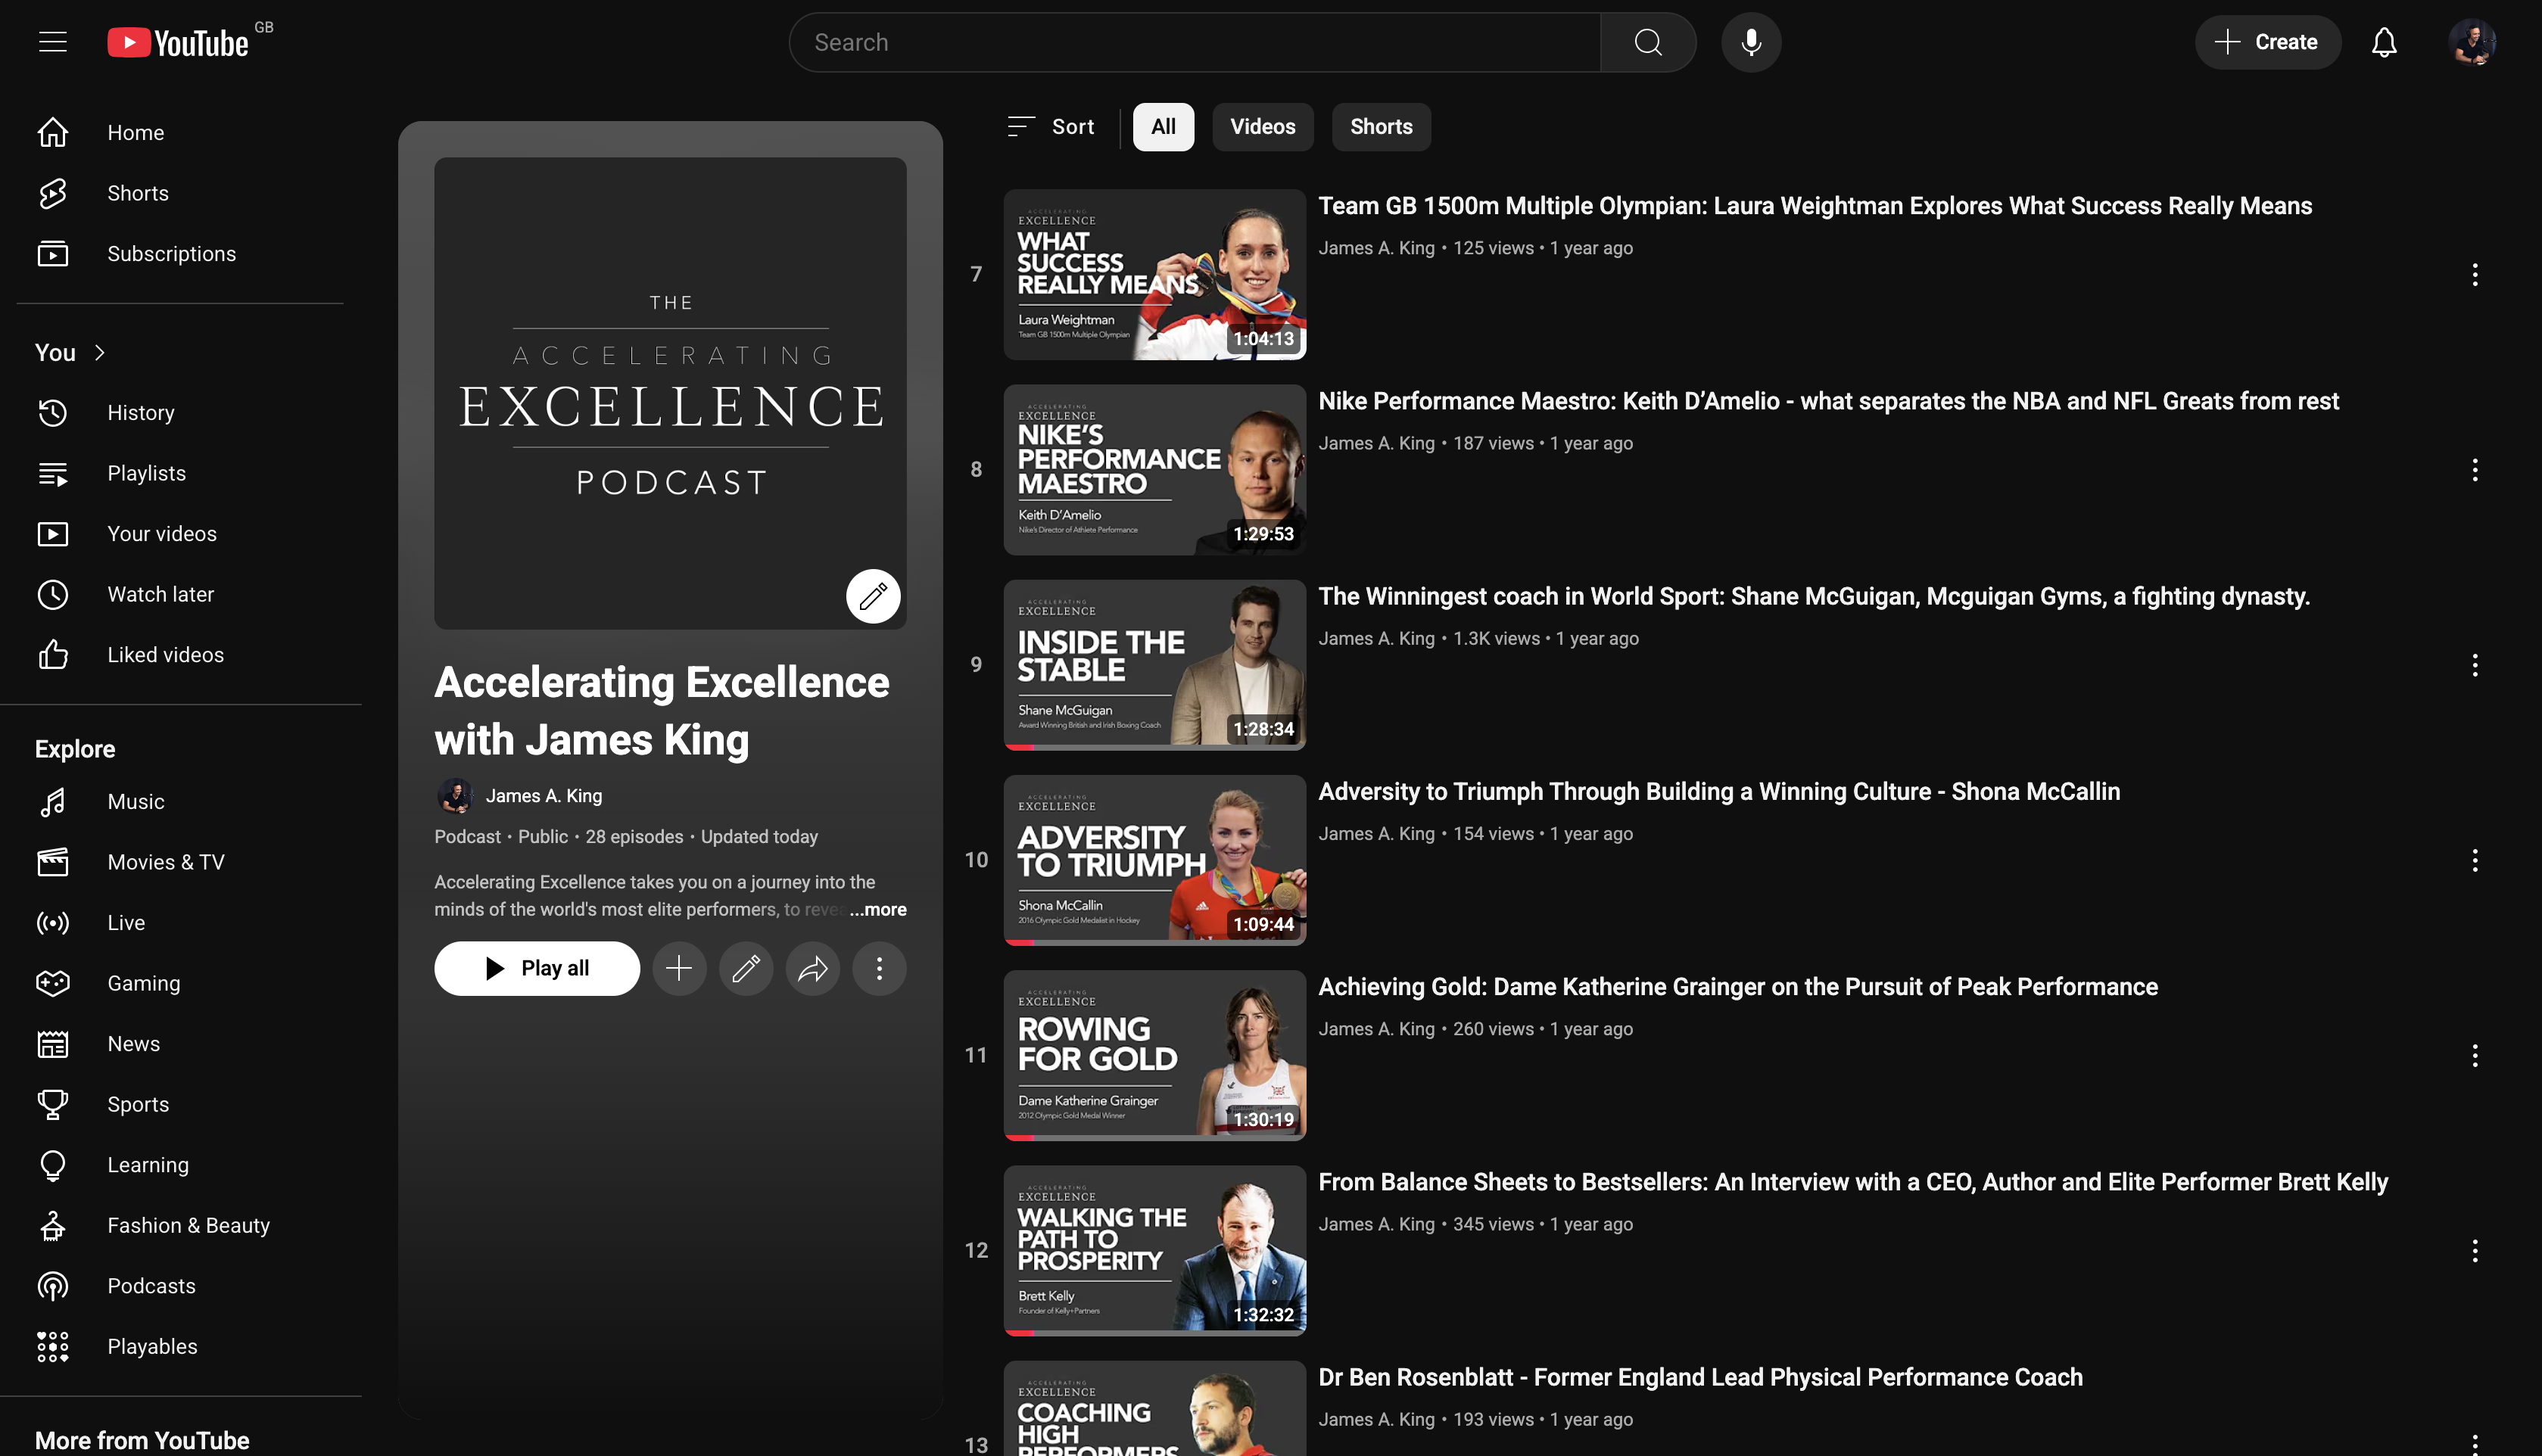 YouTube GB
Search
Create
Home
Shorts
Subscriptions
You
History
Playlists
Your videos
Watch later
Liked videos
Explore
Music
Movies & TV
Live
Gaming
News
Sports
Learning
Fashion & Beauty
Podcasts
Playables
More from YouTube
THE
ACCELERATING
EXCELLENCE
PODCAST
Accelerating Excellence
with James King
James A. King
Podcast • Public • 28 episodes • Updated today
Accelerating Excellence takes you on a journey into the
minds of the world's most elite performers, to revea ...more
Play all
Sort
All
Videos
Shorts
7
ACCELERATING
EXCELLENCE
WHAT
SUCCESS
REALLY MEANS
Laura Weightman
Team GB 1500m Multiple Olympian
1:04:13
Team GB 1500m Multiple Olympian: Laura Weightman Explores What Success Really Means
James A. King • 125 views • 1 year ago
8
ACCELERATING
EXCELLENCE
NIKE'S
PERFORMANCE
MAESTRO
Keith D'Amelio
Nike's Director of Athlete Performance
1:29:53
Nike Performance Maestro: Keith D’Amelio - what separates the NBA and NFL Greats from rest
James A. King • 187 views • 1 year ago
9
ACCELERATING
EXCELLENCE
INSIDE THE
STABLE
Shane McGuigan
Award Winning British and Irish Boxing Coach
1:28:34
The Winningest coach in World Sport: Shane McGuigan, Mcguigan Gyms, a fighting dynasty.
James A. King • 1.3K views • 1 year ago
10
ACCELERATING
EXCELLENCE
ADVERSITY
TO TRIUMPH
Shona McCallin
2016 Olympic Gold Medalist in Hockey
1:09:44
Adversity to Triumph Through Building a Winning Culture - Shona McCallin
James A. King • 154 views • 1 year ago
11
ACCELERATING
EXCELLENCE
ROWING
FOR GOLD
Dame Katherine Grainger
2012 Olympic Gold Medal Winner
1:30:19
Achieving Gold: Dame Katherine Grainger on the Pursuit of Peak Performance
James A. King • 260 views • 1 year ago
12
ACCELERATING
EXCELLENCE
WALKING THE
PATH TO
PROSPERITY
Brett Kelly
Founder of Kelly+Partners
1:32:32
From Balance Sheets to Bestsellers: An Interview with a CEO, Author and Elite Performer Brett Kelly
James A. King • 345 views • 1 year ago
13
ACCELERATING
EXCELLENCE
COACHING
HIGH
PERFORMERS
Dr Ben Rosenblatt - Former England Lead Physical Performance Coach
James A. King • 193 views • 1 year ago